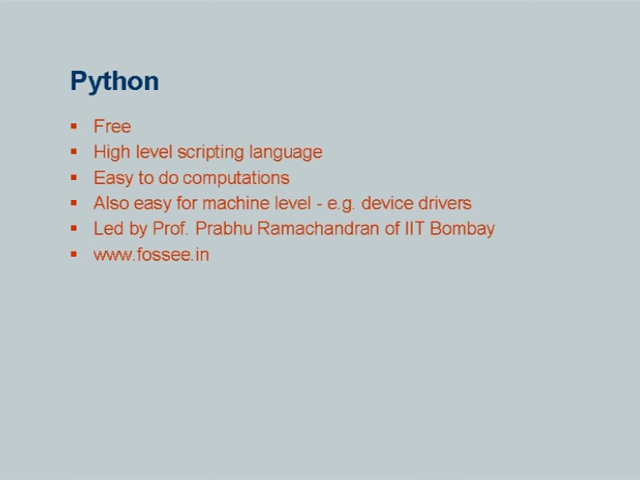 Python
▪ Free
▪ High level scripting language
▪ Easy to do computations
▪ Also easy for machine level - e.g. device drivers
▪ Led by Prof. Prabhu Ramachandran of IIT Bombay
▪ www.fossee.in